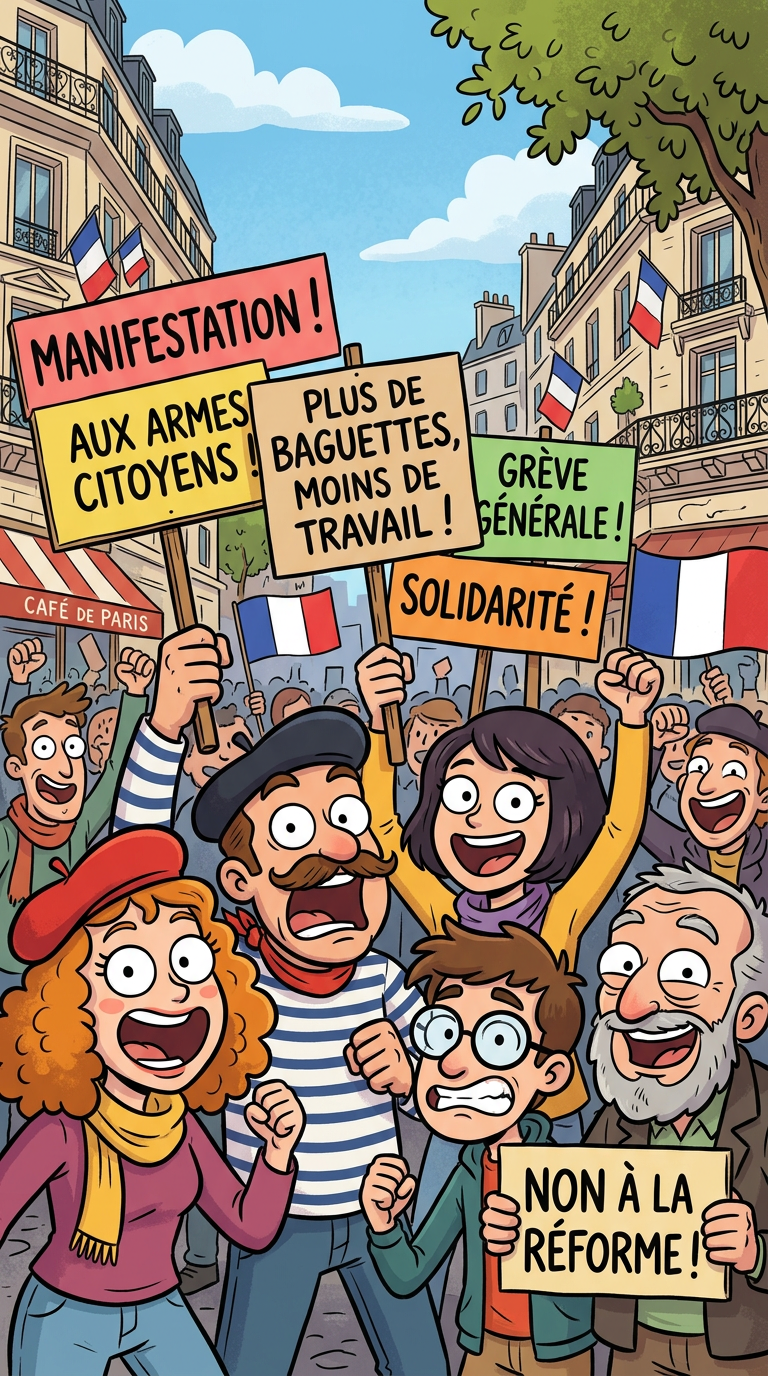 MANIFESTATION !
AUX ARMES
CITOYENS !
PLUS DE
BAGUETTES,
MOINS DE
TRAVAIL !
GRÈVE
GÉNÉRALE !
SOLIDARITÉ !
CAFÉ DE PARIS
NON À LA
RÉFORME !